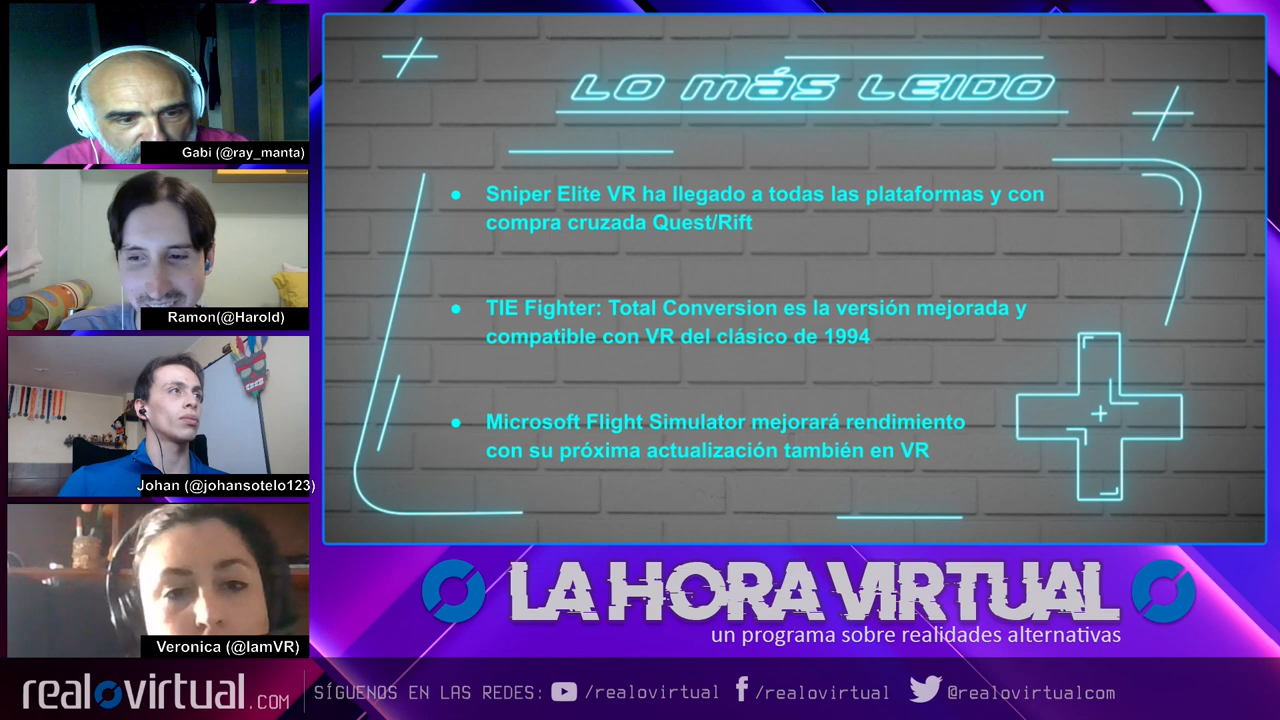 LO MÁS LEIDO
● Sniper Elite VR ha llegado a todas las plataformas y con
compra cruzada Quest/Rift
● TIE Fighter: Total Conversion es la versión mejorada y
compatible con VR del clásico de 1994
● Microsoft Flight Simulator mejorará rendimiento
con su próxima actualización también en VR
Gabi (@ray_manta)
Ramon(@Harold)
Johan (@johansotelo123)
Veronica (@IamVR)
LA HORA VIRTUAL
un programa sobre realidades alternativas
realovirtual.COM
SÍGUENOS EN LAS REDES: /realovirtual /realovirtual @realovirtualcom